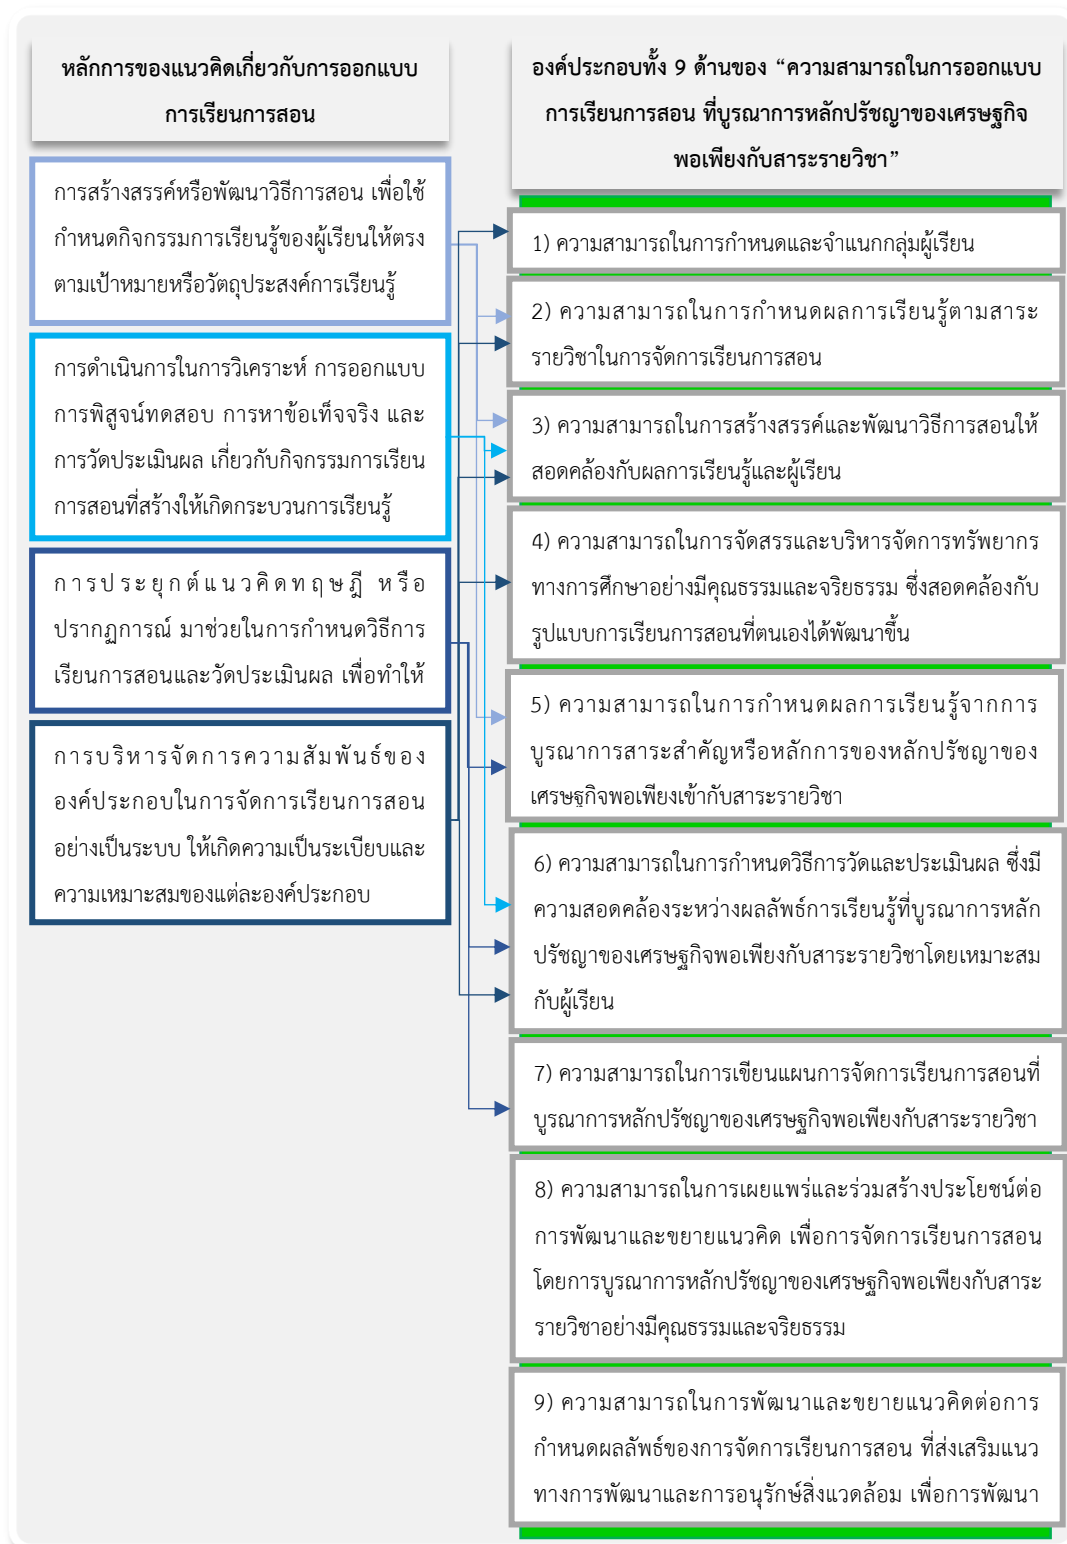 หลักการของแนวคิดเกี่ยวกับการออกแบบ
การเรียนการสอน
การสร้างสรรค์หรือพัฒนาวิธีการสอน เพื่อใช้
กำหนดกิจกรรมการเรียนรู้ของผู้เรียนให้ตรง
ตามเป้าหมายหรือวัตถุประสงค์การเรียนรู้
การดำเนินการในการวิเคราะห์ การออกแบบ
การพิสูจน์ทดสอบ การหาข้อเท็จจริง และ
การวัดประเมินผล เกี่ยวกับกิจกรรมการเรียน
การสอนที่สร้างให้เกิดกระบวนการเรียนรู้
การประยุกต์แนวคิดทฤษฎี หรือ
ปรากฏการณ์ มาช่วยในการกำหนดวิธีการ
เรียนการสอนและวัดประเมินผล เพื่อทำให้
การบริหารจัดการความสัมพันธ์ของ
องค์ประกอบในการจัดการเรียนการสอน
อย่างเป็นระบบ ให้เกิดความเป็นระเบียบและ
ความเหมาะสมของแต่ละองค์ประกอบ
องค์ประกอบทั้ง 9 ด้านของ “ความสามารถในการออกแบบ
การเรียนการสอน ที่บูรณาการหลักปรัชญาของเศรษฐกิจ
พอเพียงกับสาระรายวิชา”
1) ความสามารถในการกำหนดและจำแนกกลุ่มผู้เรียน
2) ความสามารถในการกำหนดผลการเรียนรู้ตามสาระ
รายวิชาในการจัดการเรียนการสอน
3) ความสามารถในการสร้างสรรค์และพัฒนาวิธีการสอนให้
สอดคล้องกับผลการเรียนรู้และผู้เรียน
4) ความสามารถในการจัดสรรและบริหารจัดการทรัพยากร
ทางการศึกษาอย่างมีคุณธรรมและจริยธรรม ซึ่งสอดคล้องกับ
รูปแบบการเรียนการสอนที่ตนเองได้พัฒนาขึ้น
5) ความสามารถในการกำหนดผลการเรียนรู้จากการ
บูรณาการสาระสำคัญหรือหลักการของหลักปรัชญาของ
เศรษฐกิจพอเพียงเข้ากับสาระรายวิชา
6) ความสามารถในการกำหนดวิธีการวัดและประเมินผล ซึ่งมี
ความสอดคล้องระหว่างผลลัพธ์การเรียนรู้ที่บูรณาการหลัก
ปรัชญาของเศรษฐกิจพอเพียงกับสาระรายวิชาโดยเหมาะสม
กับผู้เรียน
7) ความสามารถในการเขียนแผนการจัดการเรียนการสอนที่
บูรณาการหลักปรัชญาของเศรษฐกิจพอเพียงกับสาระรายวิชา
8) ความสามารถในการเผยแพร่และร่วมสร้างประโยชน์ต่อ
การพัฒนาและขยายแนวคิด เพื่อการจัดการเรียนการสอน
โดยการบูรณาการหลักปรัชญาของเศรษฐกิจพอเพียงกับสาระ
รายวิชาอย่างมีคุณธรรมและจริยธรรม
9) ความสามารถในการพัฒนาและขยายแนวคิดต่อการ
กำหนดผลลัพธ์ของการจัดการเรียนการสอน ที่ส่งเสริมแนว
ทางการพัฒนาและการอนุรักษ์สิ่งแวดล้อม เพื่อการพัฒนา